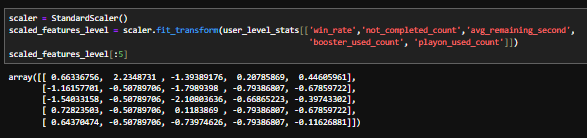 scaler = StandardScaler()
scaled_features_level = scaler.fit_transform(user_level_stats[['win_rate','not_completed_count','avg_remaining_second',
'booster_used_count', 'playon_used_count']])
scaled_features_level[:5]
array([[ 0.66336756, 2.2348731 , -1.39389176, 0.20785869, 0.44605961],
[-1.16157701, -0.50789706, -1.7989398 , -0.79386807, -0.67859722],
[-1.54033158, -0.50789706, -2.10803636, -0.66865223, -0.39743302],
[ 0.72823503, -0.50789706, 0.1183869 , -0.79386807, -0.67859722],
[ 0.64370474, -0.50789706, -0.73974626, -0.79386807, -0.11626881]])